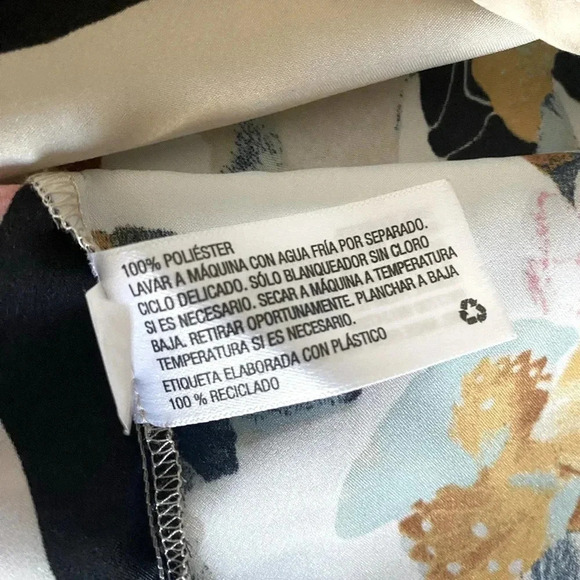 100% POLIÉSTER
LAVAR A MÁQUINA CON AGUA FRÍA POR SEPARADO.
CICLO DELICADO. SÓLO BLANQUEADOR SIN CLORO
SI ES NECESARIO. SECAR A MÁQUINA A TEMPERATURA
BAJA. RETIRAR OPORTUNAMENTE. PLANCHAR A BAJA
TEMPERATURA SI ES NECESARIO.
ETIQUETA ELABORADA CON PLÁSTICO
100 % RECICLADO